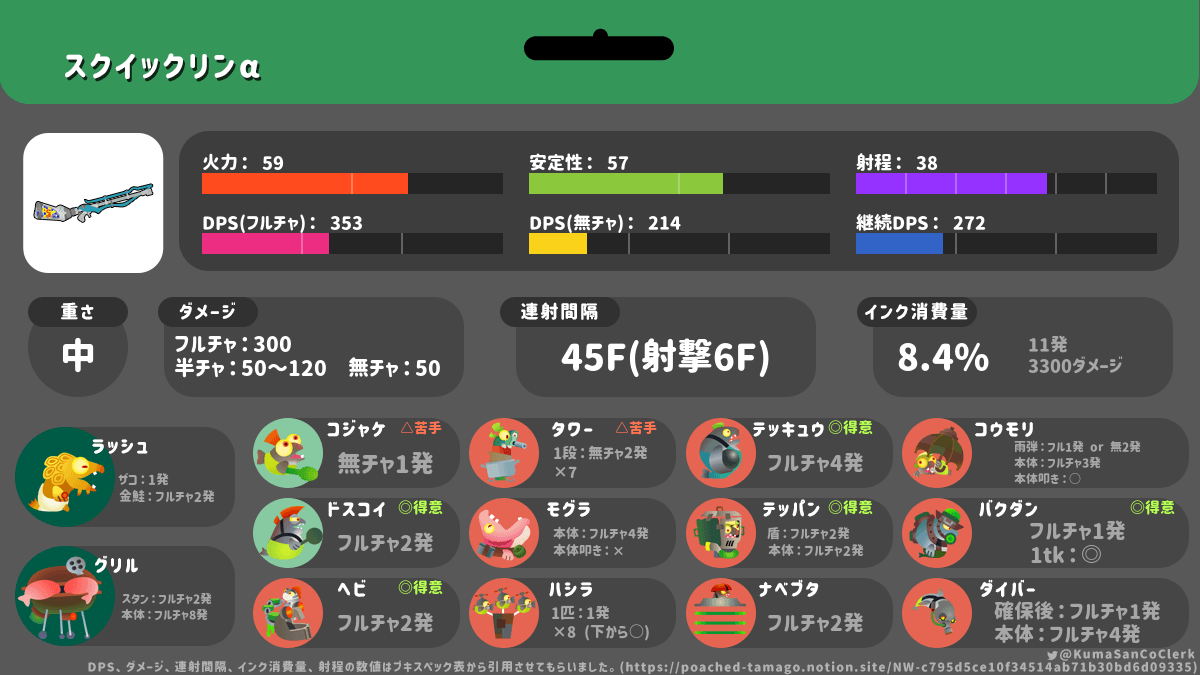 スクイックリンα
火力： 59
安定性： 57
射程： 38
DPS(フルチャ)： 353
DPS(無チャ)： 214
継続DPS： 272
重さ
中
ダメージ
フルチャ：300
半チャ：50〜120　無チャ：50
連射間隔
45F(射撃6F)
インク消費量
8.4%
11発
3300ダメージ
ラッシュ
ザコ：1発
金鮭：フルチャ2発
グリル
スタン：フルチャ2発
本体：フルチャ8発
コジャケ △苦手
無チャ1発
タワー △苦手
1段：無チャ2発
×7
テッキュウ ◎得意
フルチャ4発
コウモリ
雨弾：フル1発 or 無2発
本体：フルチャ3発
本体叩き：○
ドスコイ ◎得意
フルチャ2発
モグラ
本体：フルチャ4発
本体叩き：×
テッパン ◎得意
盾：フルチャ2発
本体：フルチャ2発
バクダン ◎得意
フルチャ1発
1tk：◎
ヘビ ◎得意
フルチャ2発
ハシラ
1匹：1発
×8 (下から○)
ナベブタ
フルチャ2発
ダイバー
確保後：フルチャ1発
本体：フルチャ4発
@KumaSanCoClerk
DPS、ダメージ、連射間隔、インク消費量、射程の数値はブキスペック表から引用させてもらいました。(https://poached-tamago.notion.site/NW-c795d5ce10f34514ab71b30bd6d09335)